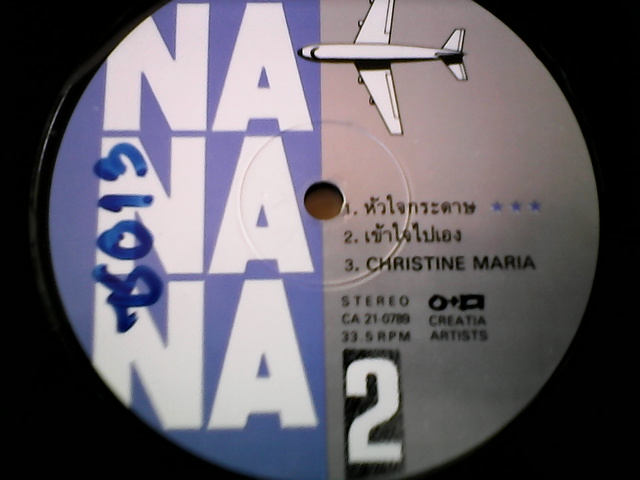 NA
NA
NA
B013
1. หัวใจกระดาษ ★★★
2. เข้าใจไปเอง
3. CHRISTINE MARIA
STEREO
CA 21-0789
33.5 RPM
CREATIA
ARTISTS
2